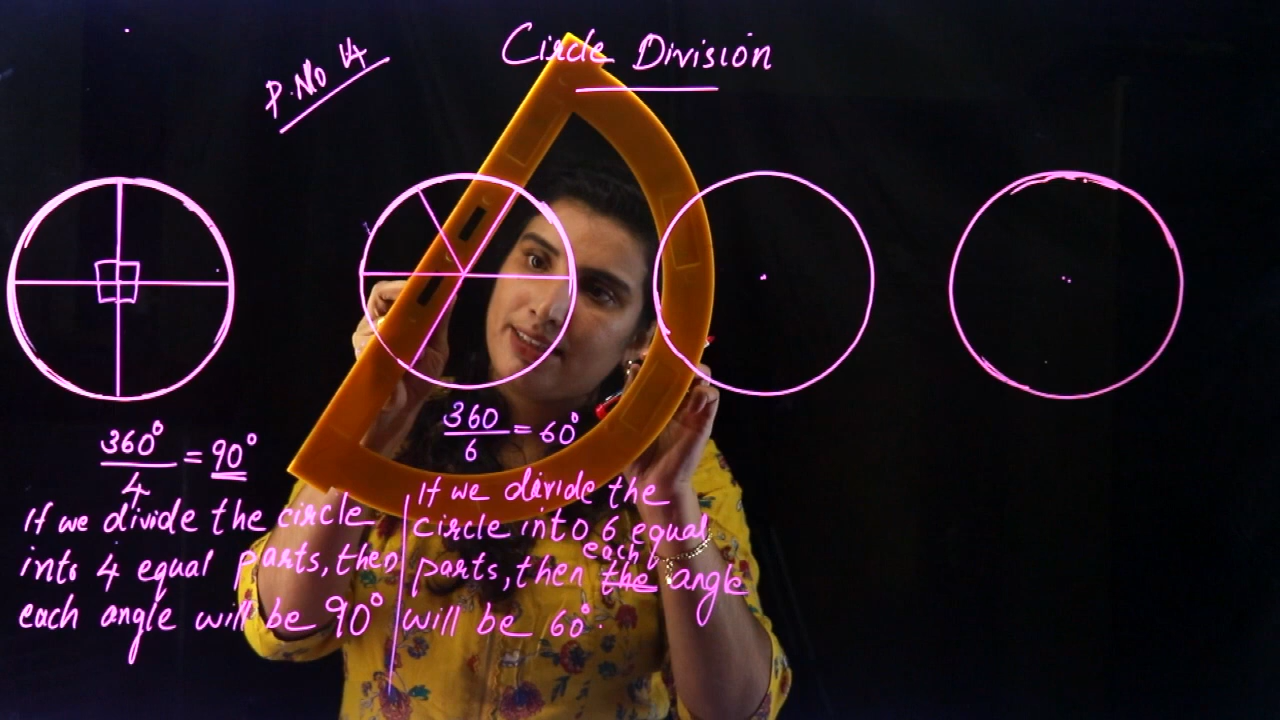 Circle Division
P.No 14
360°/4 = 90°
If we divide the circle
into 4 equal parts, then
each angle will be 90°
360/6 = 60°
If we divide the
circle into 6 equal
each
parts, then the angle
will be 60°.